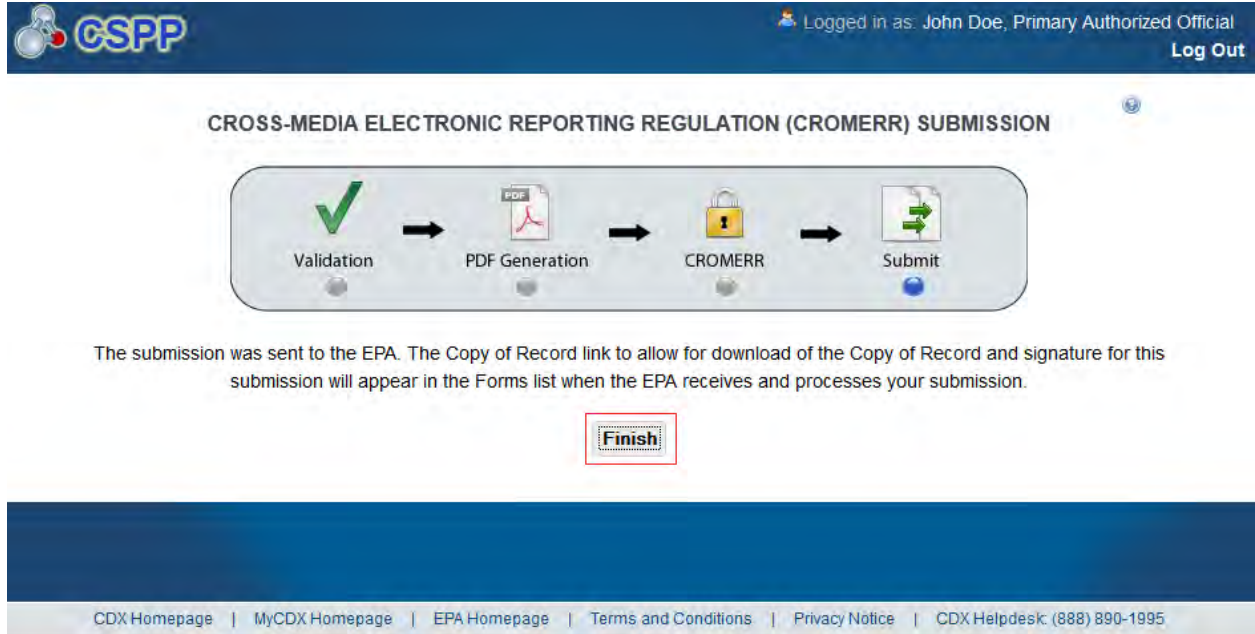 CSPP
Logged in as: John Doe, Primary Authorized Official
Log Out
CROSS-MEDIA ELECTRONIC REPORTING REGULATION (CROMERR) SUBMISSION
PDF
Validation PDF Generation CROMERR Submit
The submission was sent to the EPA. The Copy of Record link to allow for download of the Copy of Record and signature for this
submission will appear in the Forms list when the EPA receives and processes your submission.
Finish
CDX Homepage | MyCDX Homepage | EPA Homepage | Terms and Conditions | Privacy Notice | CDX Helpdesk: (888) 890-1995